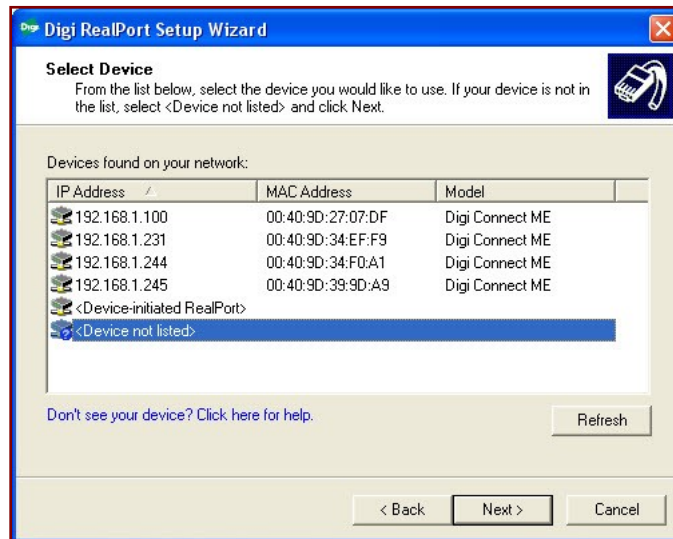 Digi Digi RealPort Setup Wizard
Select Device
From the list below, select the device you would like to use. If your device is not in
the list, select <Device not listed> and click Next.
Devices found on your network:
IP Address MAC Address Model
192.168.1.100 00:40:9D:27:07:DF Digi Connect ME
192.168.1.231 00:40:9D:34:EF:F9 Digi Connect ME
192.168.1.244 00:40:9D:34:F0:A1 Digi Connect ME
192.168.1.245 00:40:9D:39:9D:A9 Digi Connect ME
<Device-initiated RealPort>
<Device not listed>
Don't see your device? Click here for help.
Refresh
< Back Next > Cancel